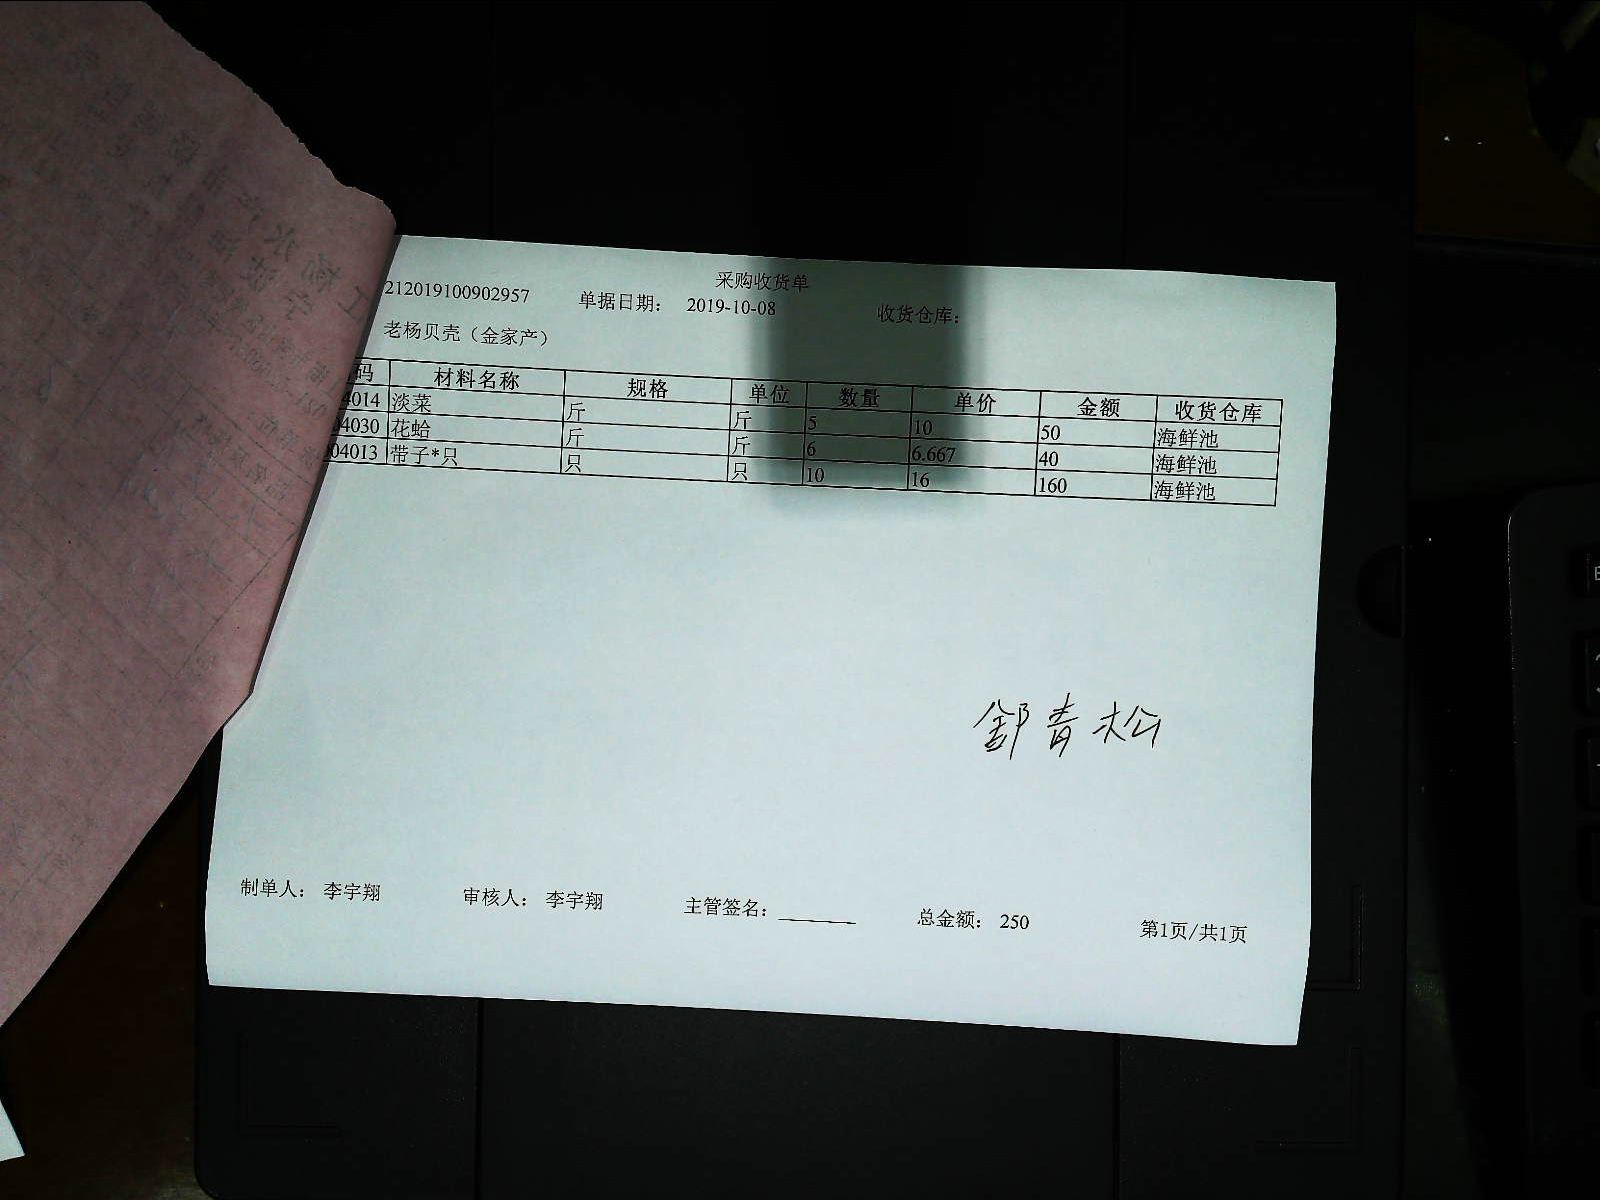 采购收货单
212019100902957 单据日期： 2019-10-08 收货仓库：
老杨贝壳（金家产）
码 材料名称 规格 单位 数量 单价 金额 收货仓库
4014 淡菜 斤 斤 5 10 50 海鲜池
04030 花蛤 斤 斤 6 6.667 40 海鲜池
04013 带子*只 只 只 10 16 160 海鲜池
鄒青松
制单人： 李宇翔 审核人： 李宇翔 主管签名： 总金额： 250 第1页/共1页